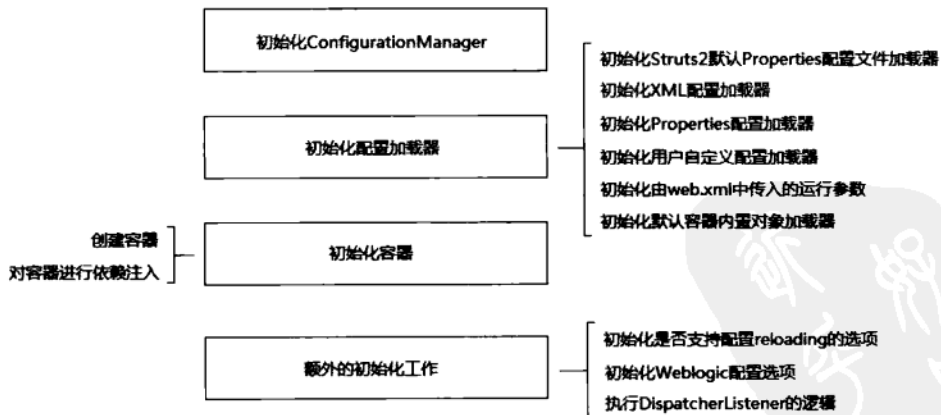 初始化ConfigurationManager
初始化配置加载器
初始化Struts2默认Properties配置文件加载器
初始化XML配置加载器
初始化Properties配置加载器
初始化用户自定义配置加载器
初始化由web.xml中传入的运行参数
初始化默认容器内置对象加载器
创建容器
对容器进行依赖注入
初始化容器
额外的初始化工作
初始化是否支持配置reloading的选项
初始化Weblogic配置选项
执行DispatcherListener的逻辑